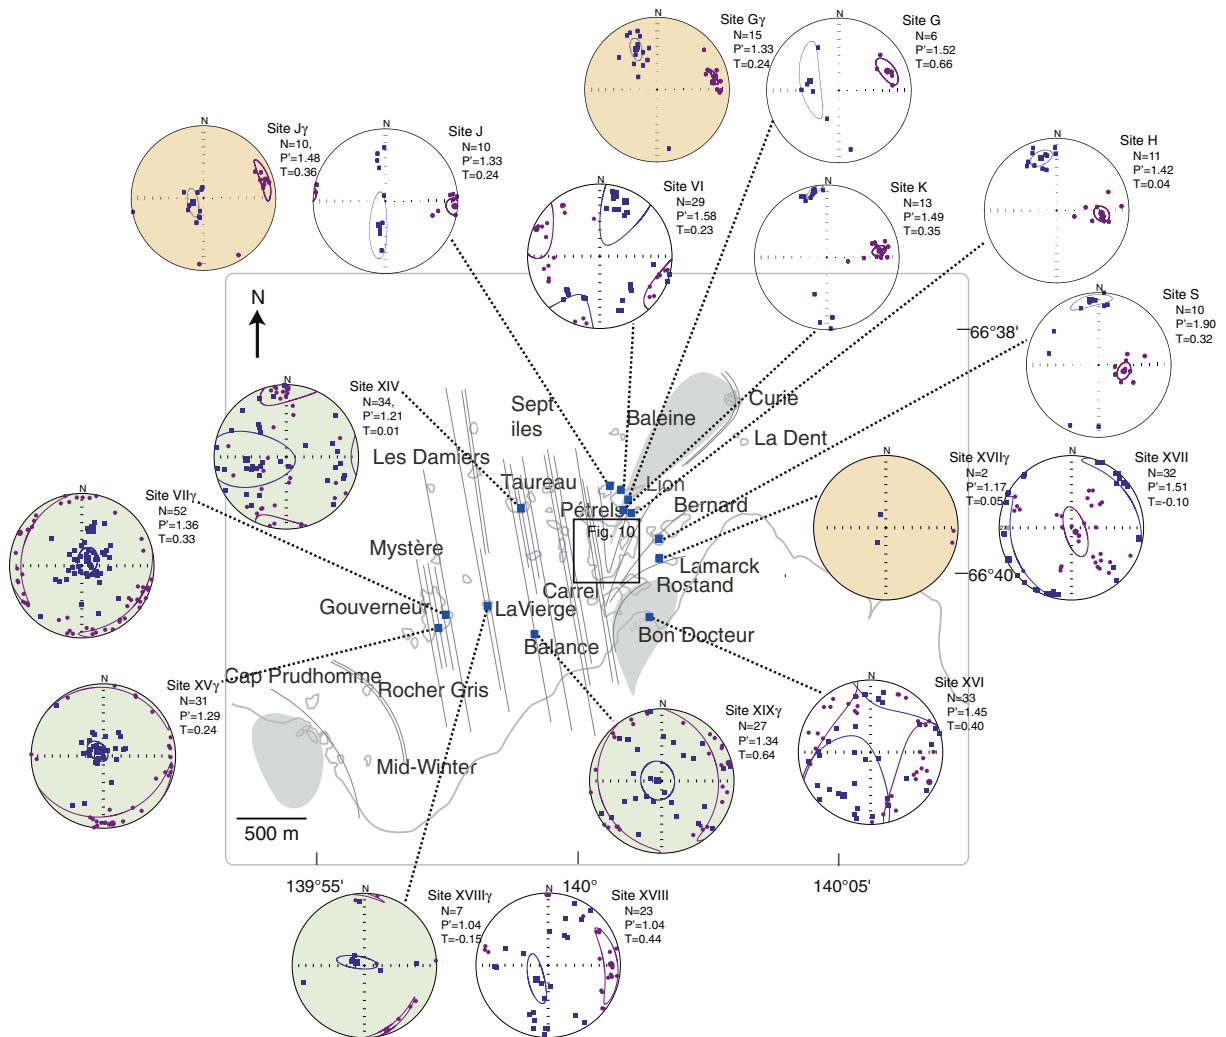 Site Gγ
N=15
P'=1.33
T=0.24
N
Site G
N=6
P'=1.52
T=0.66
N
Site Jγ
N=10,
P'=1.48
T=0.36
N
Site J
N=10
P'=1.33
T=0.24
N
Site VI
N=29
P'=1.58
T=0.23
N
Site K
N=13
P'=1.49
T=0.35
N
Site H
N=11
P'=1.42
T=0.04
N
Site S
N=10
P'=1.90
T=0.32
N
N
66°38'
Site XIV
N=34,
P'=1.21
T=0.01
N
Sept
iles
Baleine
Curie
La Dent
Les Damiers
Taureau
Lion
Pétrels
Bernard
Fig. 10
Site XVIIγ
N=2
P'=1.17
T=0.05
N
Site XVII
N=32
P'=1.51
T=-0.10
N
Site VIIγ
N=52
P'=1.36
T=0.33
N
Mystère
Lamarck
66°40'
Rostand
Carrel
Gouverneur
LaVierge
Bon Docteur
Balance
Cap Prudhomme
Rocher Gris
Mid-Winter
Site XVγ
N=31
P'=1.29
T=0.24
N
Site XIXγ
N=27
P'=1.34
T=0.64
N
Site XVI
N=33
P'=1.45
T=0.40
N
500 m
139°55'
140°
140°05'
Site XVIIIγ
N=7
P'=1.04
T=-0.15
N
Site XVIII
N=23
P'=1.04
T=0.44
N